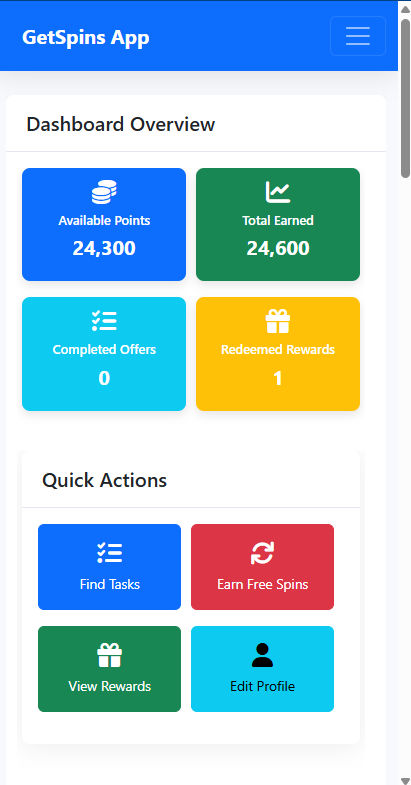 GetSpins App
Dashboard Overview
Available Points
24,300
Total Earned
24,600
Completed Offers
0
Redeemed Rewards
1
Quick Actions
Find Tasks
Earn Free Spins
View Rewards
Edit Profile